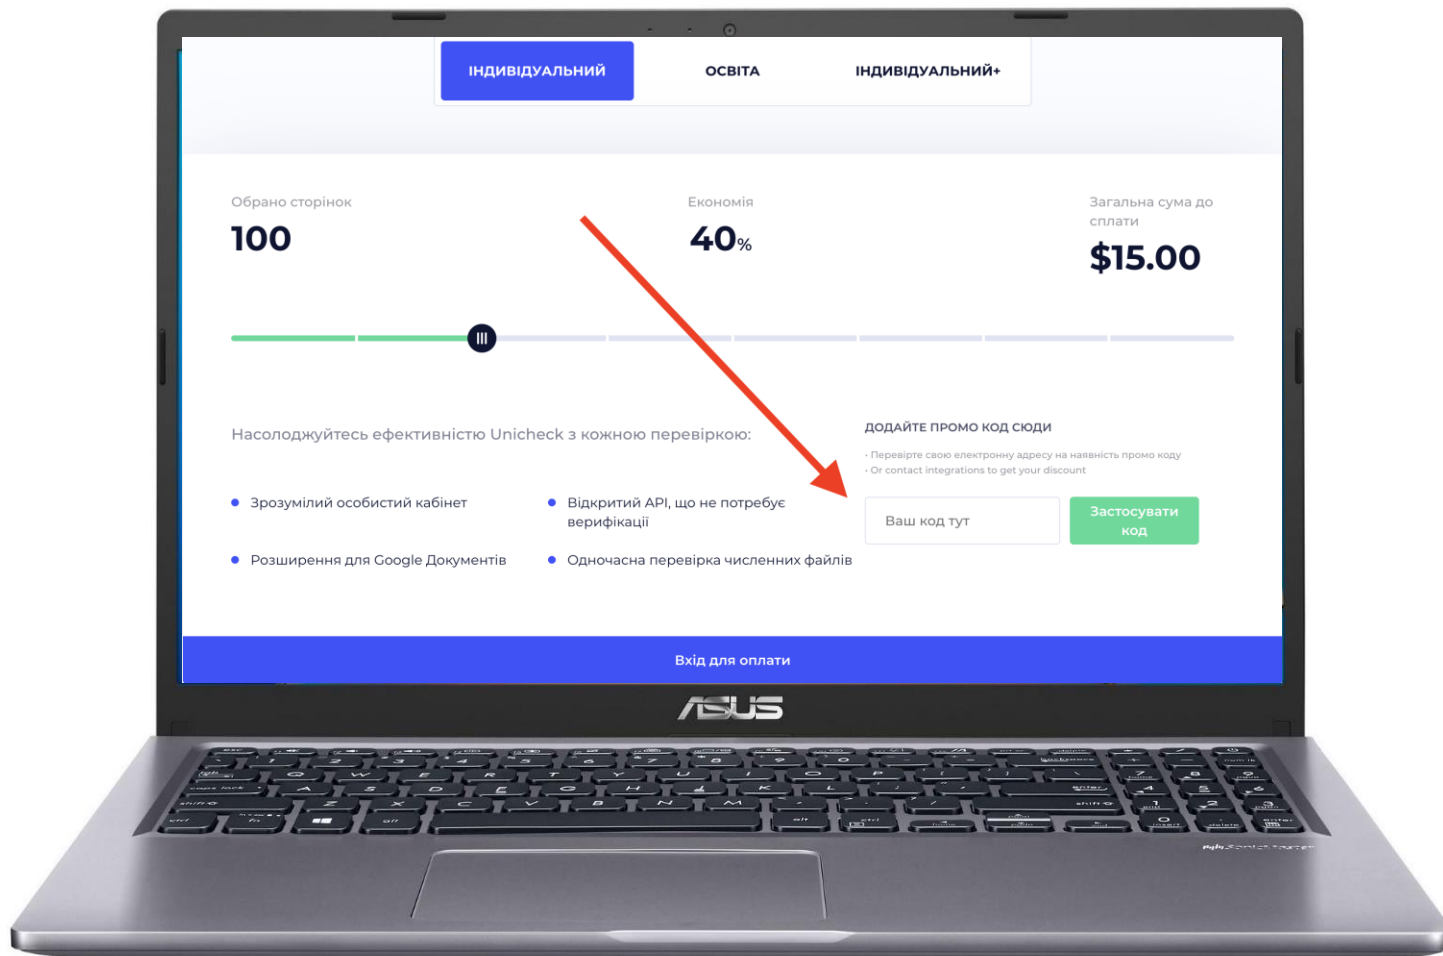 ІНДИВІДУАЛЬНИЙ
ОСВІТА
ІНДИВІДУАЛЬНИЙ+
Обрано сторінок
100
Економія
40%
Загальна сума до
сплати
$15.00
Насолоджуйтесь ефективністю Unicheck з кожною перевіркою:
Зрозумілий особистий кабінет
Розширення для Google Документів
Відкритий API, що не потребує
верифікації
Одночасна перевірка численних файлів
ДОДАЙТЕ ПРОМО КОД СЮДИ
· Перевірте свою електронну адресу на наявність промо коду
· Or contact integrations to get your discount
Ваш код тут
Застосувати
код
Вхід для оплати
ASUS